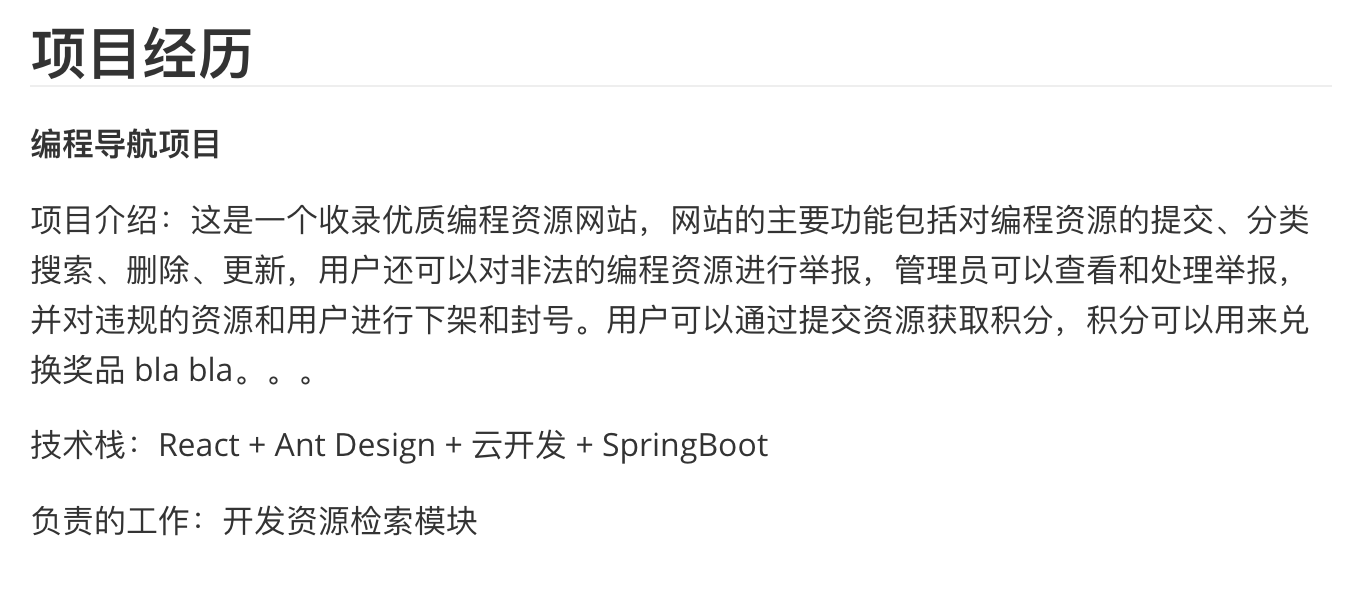 项目经历
编程导航项目
项目介绍：这是一个收录优质编程资源网站，网站的主要功能包括对编程资源的提交、分类
搜索、删除、更新，用户还可以对非法的编程资源进行举报，管理员可以查看和处理举报，
并对违规的资源和用户进行下架和封号。用户可以通过提交资源获取积分，积分可以用来兑
换奖品 bla bla。。。
技术栈：React + Ant Design + 云开发 + SpringBoot
负责的工作：开发资源检索模块